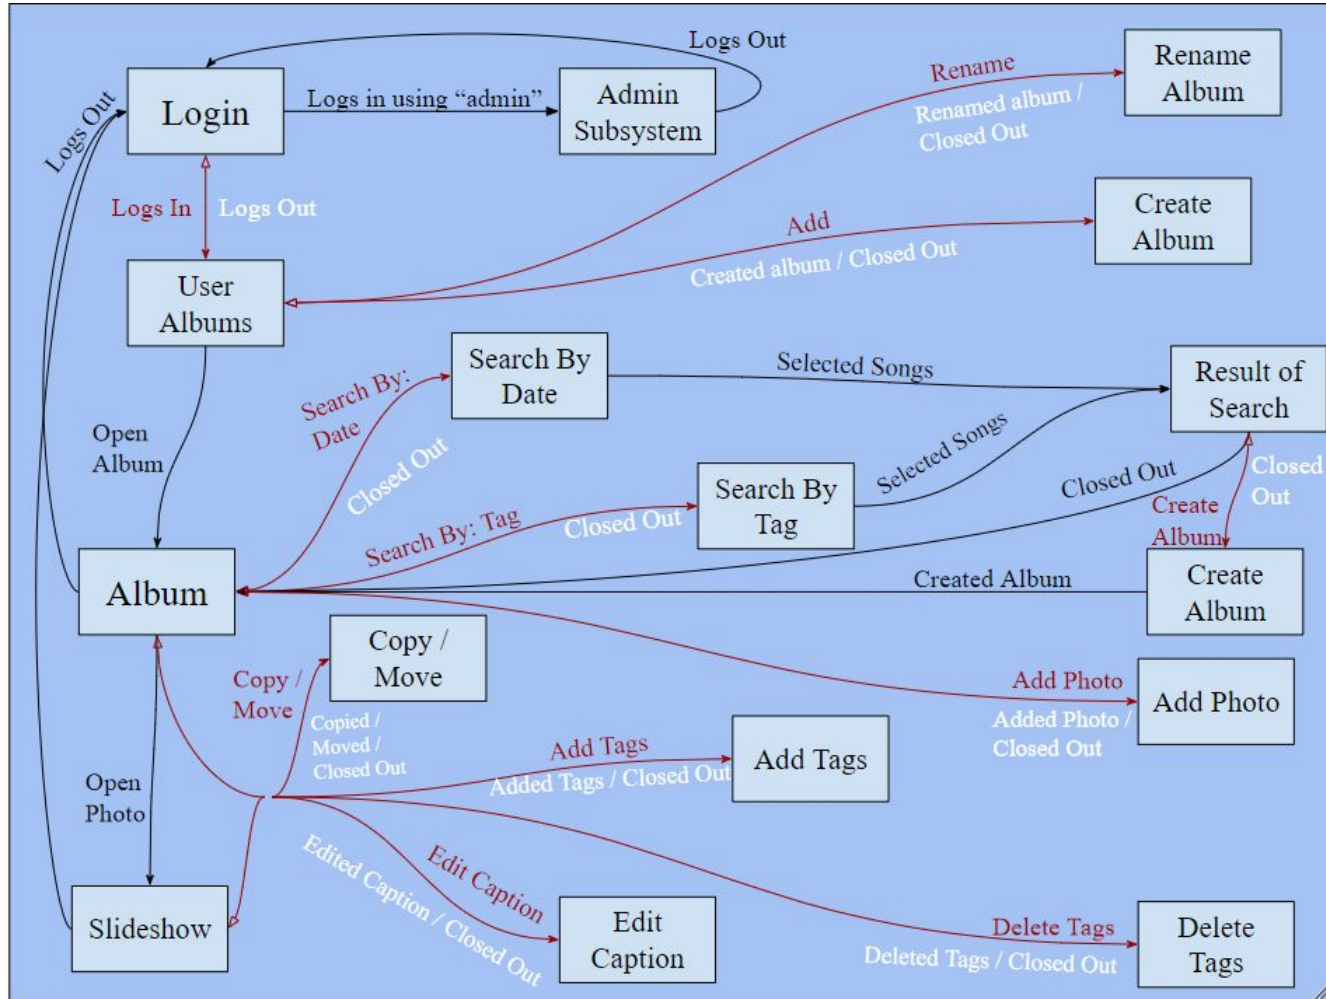 Logs Out
Rename
Rename
Album
Login
Logs in using “admin”
Admin
Subsystem
Renamed album /
Closed Out
Logs Out
Logs In
Logs Out
Add
Created album / Closed Out
Create
Album
User
Albums
Search By
Date
Selected Songs
Result of
Search
Search By:
Date
Closed Out
Open
Album
Selected Songs
Closed Out
Closed
Out
Search By
Tag
Search By: Tag
Closed Out
Create
Album
Album
Created Album
Create
Album
Copy /
Move
Copy /
Move
Copied /
Moved /
Closed Out
Add Photo
Added Photo /
Closed Out
Add Photo
Add Tags
Added Tags / Closed Out
Add Tags
Open
Photo
Edit Caption
Edited Caption / Closed Out
Slideshow
Edit
Caption
Delete Tags
Deleted Tags / Closed Out
Delete
Tags